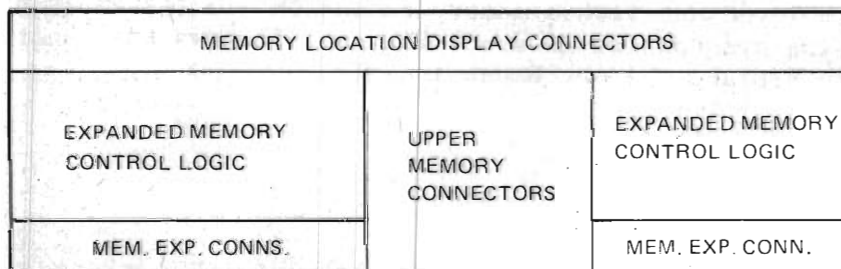 MEMORY LOCATION DISPLAY CONNECTORS
EXPANDED MEMORY
CONTROL LOGIC
UPPER
MEMORY
CONNECTORS
EXPANDED MEMORY
CONTROL LOGIC
MEM. EXP. CONNS.
MEM. EXP. CONN.